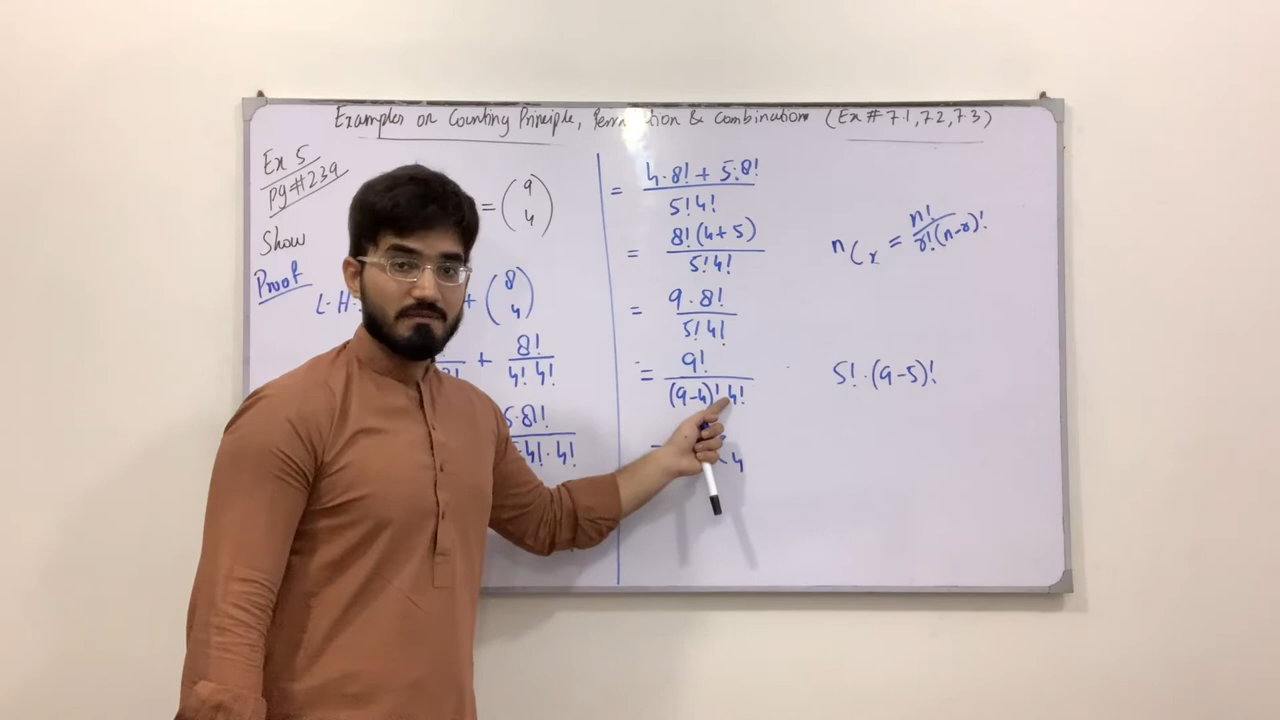 Examples on Counting Principle, & Combination (Ex # 7.1, 7.2, 7.3)
Ex 5
Pg # 239
Show
= (9 4)
Proof
L-H-
+ (8 4)
+ 8!/4! 4!
5·8!
4!·4!
= 4·8! + 5·8!/5! 4!
= 8! (4+5)/5! 4!
= 9·8!/5! 4!
= 9!/(9-4)! 4!
4
nCx = n!/r!(n-r)!
5!·(9-5)!